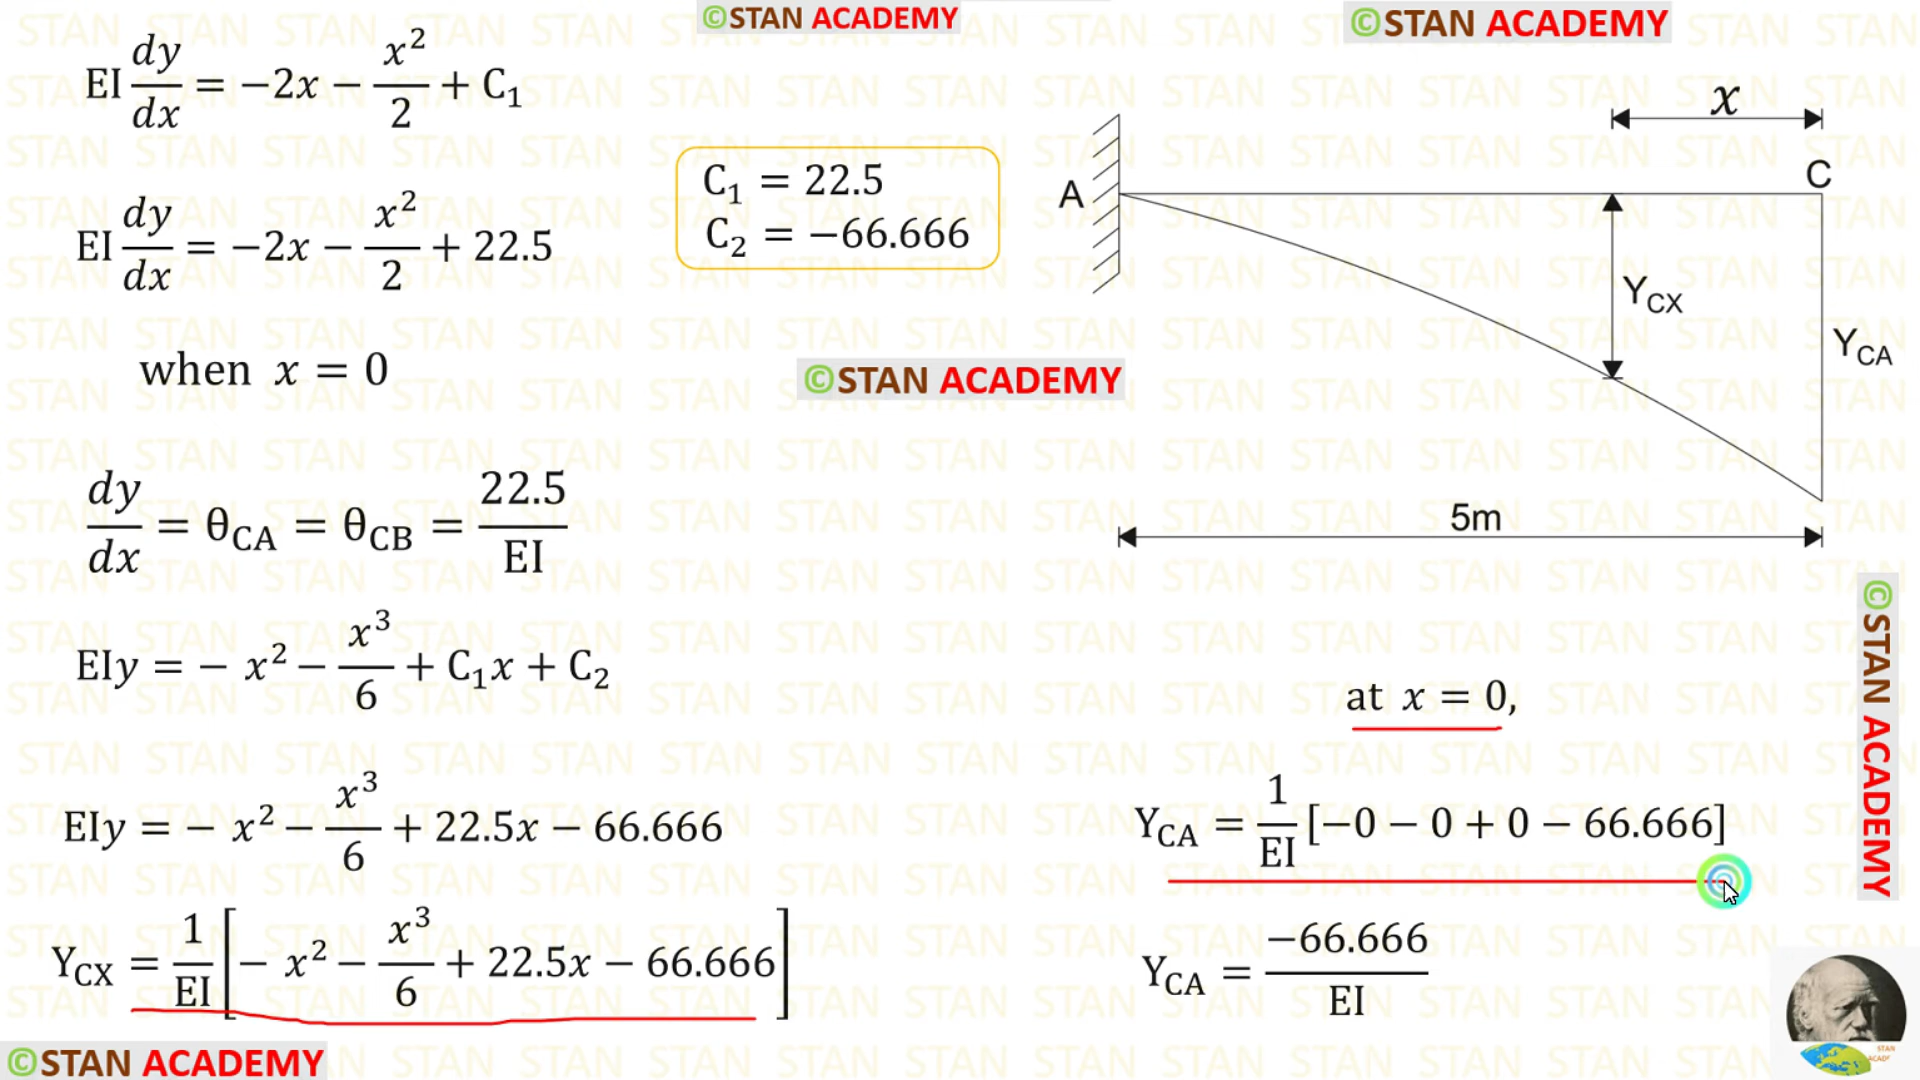 ©STAN ACADEMY
©STAN ACADEMY
EI dy/dx = −2x − x²/2 + C₁
EI dy/dx = −2x − x²/2 + 22.5
when x = 0
dy/dx = θ_CA = θ_CB = 22.5/EI
EIy = − x² − x³/6 + C₁x + C₂
EIy = − x² − x³/6 + 22.5x − 66.666
Y_CX = 1/EI [− x² − x³/6 + 22.5x − 66.666]
C₁ = 22.5
C₂ = −66.666
©STAN ACADEMY
x
A
C
Y_CX
Y_CA
5m
at x = 0,
Y_CA = 1/EI [−0 − 0 + 0 − 66.666]
Y_CA = −66.666/EI
©STAN ACADEMY
©STAN ACADEMY
STAN